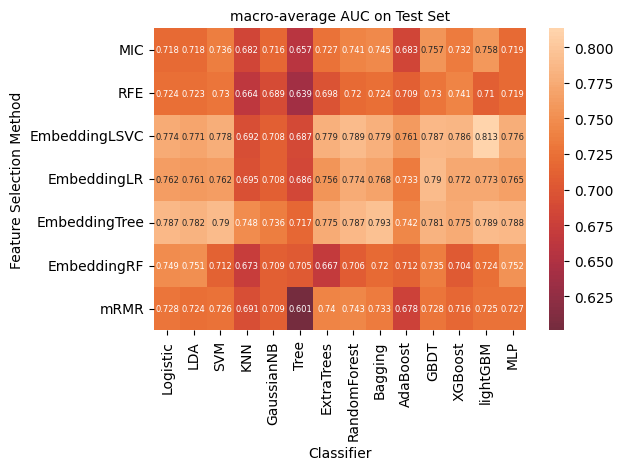 macro-average AUC on Test Set
Feature Selection Method
MIC 0.718 0.718 0.736 0.682 0.716 0.657 0.727 0.741 0.745 0.683 0.757 0.732 0.758 0.719
RFE 0.724 0.723 0.73 0.664 0.689 0.639 0.698 0.72 0.724 0.709 0.73 0.741 0.71 0.719
EmbeddingLSVC 0.774 0.771 0.778 0.692 0.708 0.687 0.779 0.789 0.779 0.761 0.787 0.786 0.813 0.776
EmbeddingLR 0.762 0.761 0.762 0.695 0.708 0.686 0.756 0.774 0.768 0.733 0.79 0.772 0.773 0.765
EmbeddingTree 0.787 0.782 0.79 0.748 0.736 0.717 0.775 0.787 0.793 0.742 0.781 0.775 0.789 0.788
EmbeddingRF 0.749 0.751 0.712 0.673 0.709 0.705 0.667 0.706 0.72 0.712 0.735 0.704 0.724 0.752
mRMR 0.728 0.724 0.726 0.691 0.709 0.601 0.74 0.743 0.733 0.678 0.728 0.716 0.725 0.727
Logistic LDA SVM KNN GaussianNB Tree ExtraTrees RandomForest Bagging AdaBoost GBDT XGBoost lightGBM MLP
Classifier
0.800
0.775
0.750
0.725
0.700
0.675
0.650
0.625